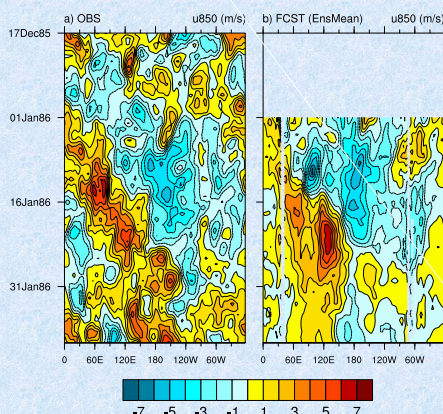 a) OBS u850 (m/s) b) FCST (EnsMean) u850 (m/s)
17Dec85
01Jan86
16Jan86
31Jan86
0 60E 120E 180 120W 60W 0 60E 120E 180 120W 60W
-7 -5 -3 -1 1 3 5 7